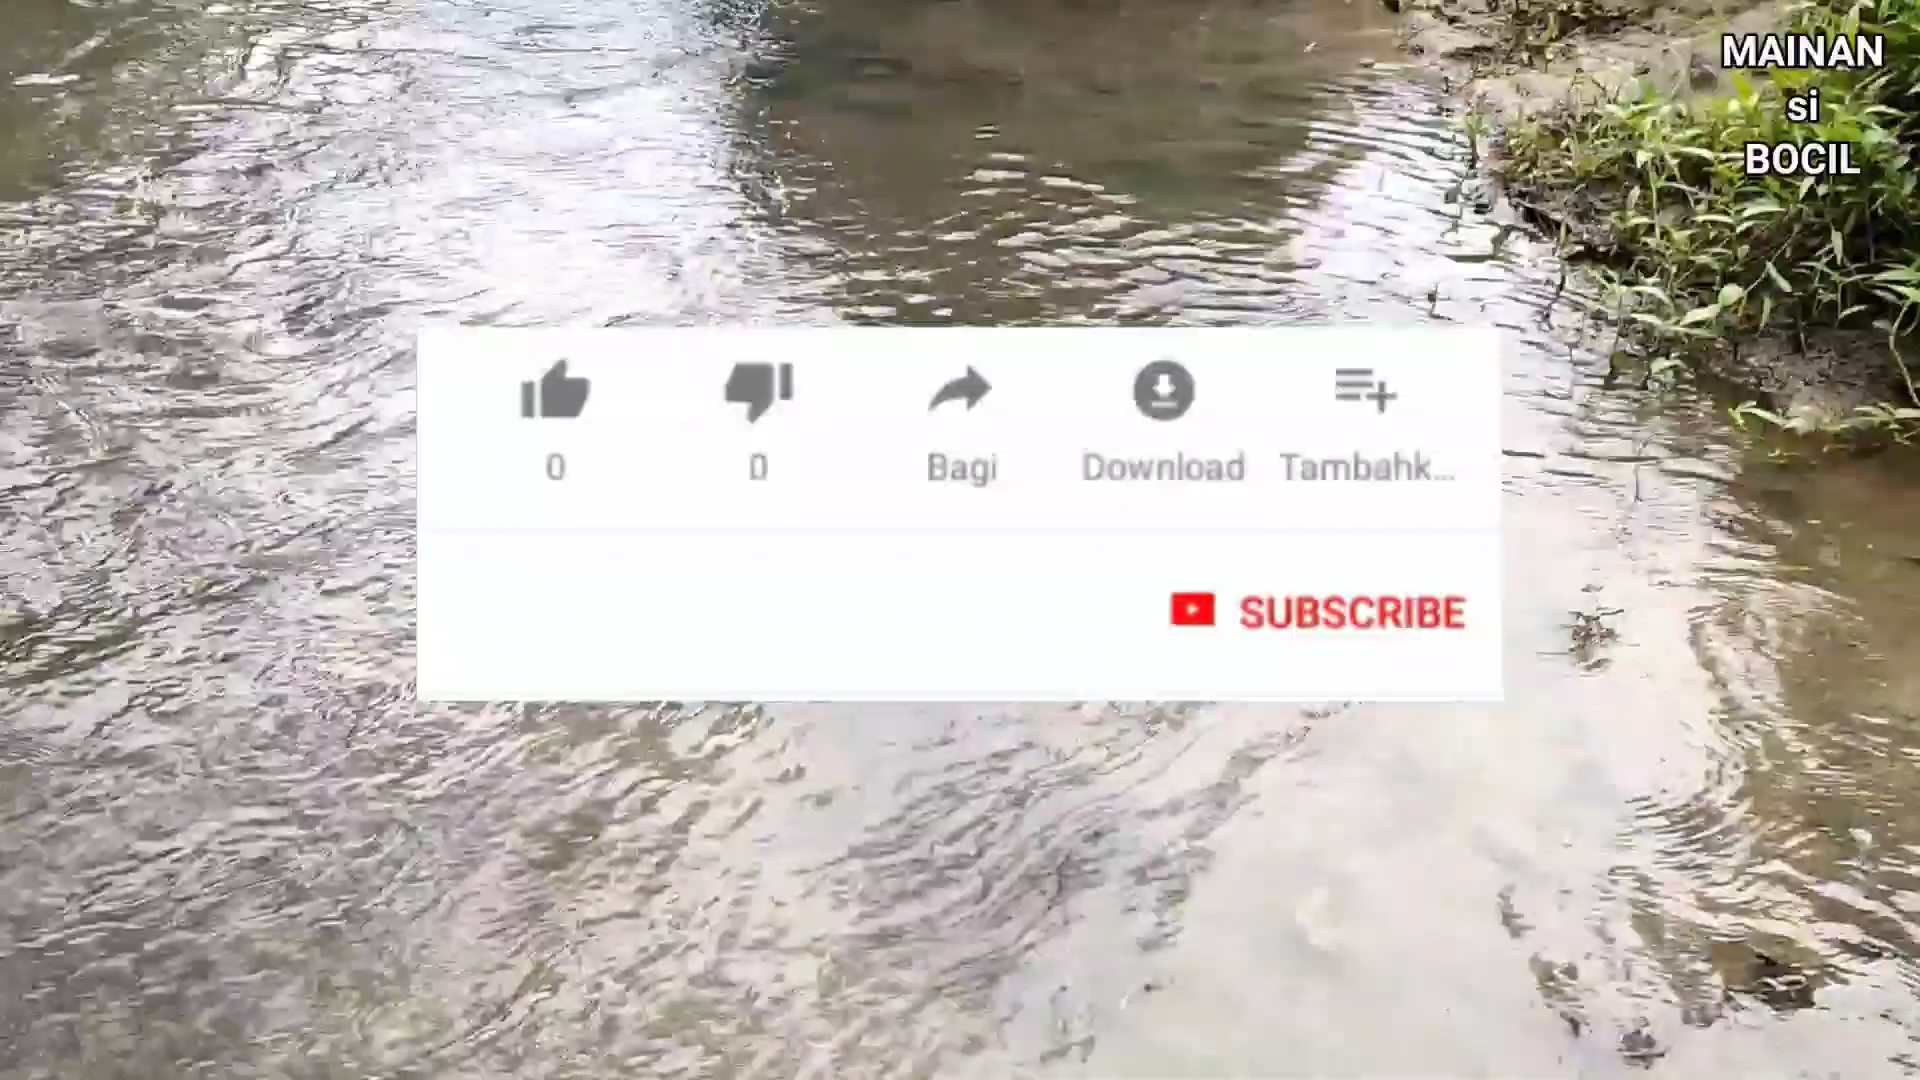 MAINAN
si
BOCIL
0 0 Bagi Download Tambahk...
SUBSCRIBE